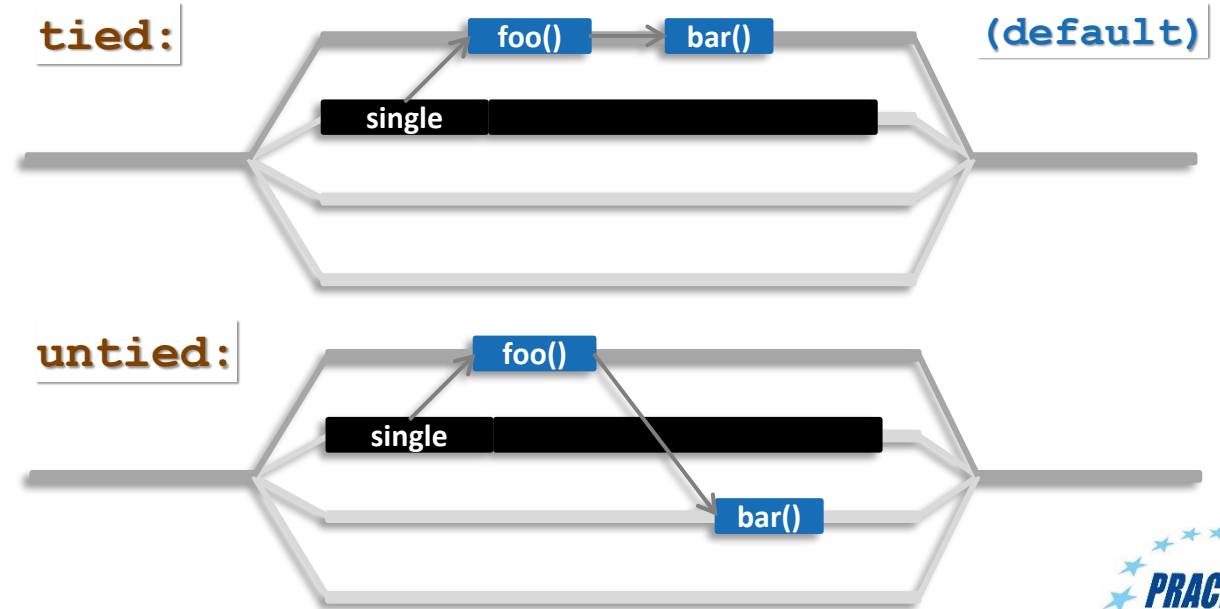 tied:
foo()
bar()
(default)
single
untied:
foo()
single
bar()